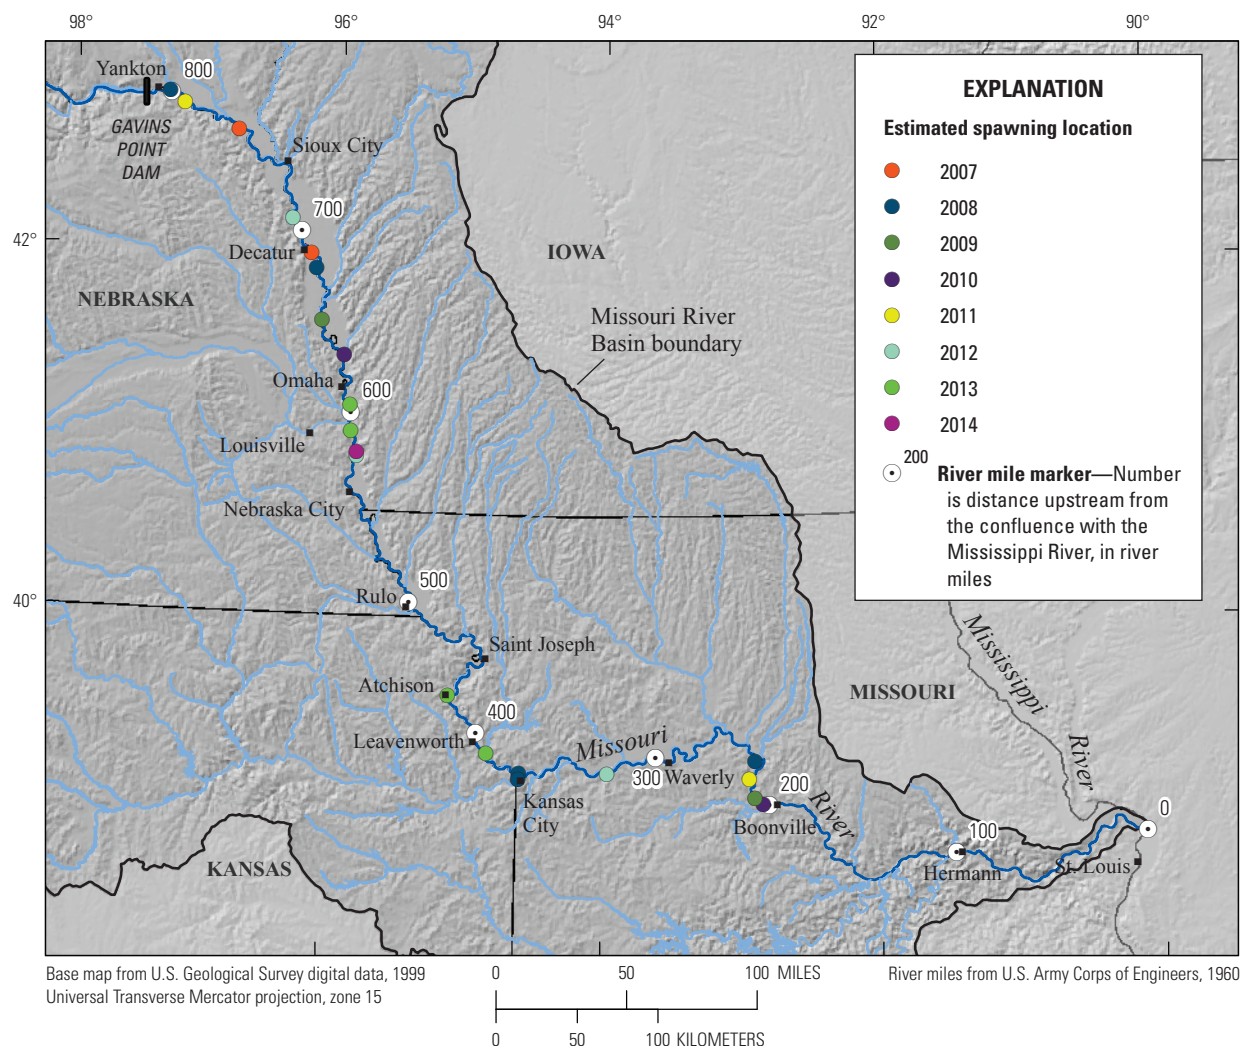 98°
96°
94°
92°
90°
Yankton
800
GAVINS
POINT
DAM
Sioux City
700
42°
Decatur
IOWA
NEBRASKA
Missouri River
Basin boundary
Omaha
600
Louisville
Nebraska City
500
40°
Rulo
Saint Joseph
Atchison
MISSOURI
400
Leavenworth
Missouri
300
Waverly
200
River
Kansas
City
Boonville
100
0
KANSAS
Hermann
St. Louis
Mississippi
River
EXPLANATION
Estimated spawning location
2007
2008
2009
2010
2011
2012
2013
2014
200
River mile marker—Number
is distance upstream from
the confluence with the
Mississippi River, in river
miles
Base map from U.S. Geological Survey digital data, 1999
Universal Transverse Mercator projection, zone 15
0 50 100 MILES
0 50 100 KILOMETERS
River miles from U.S. Army Corps of Engineers, 1960